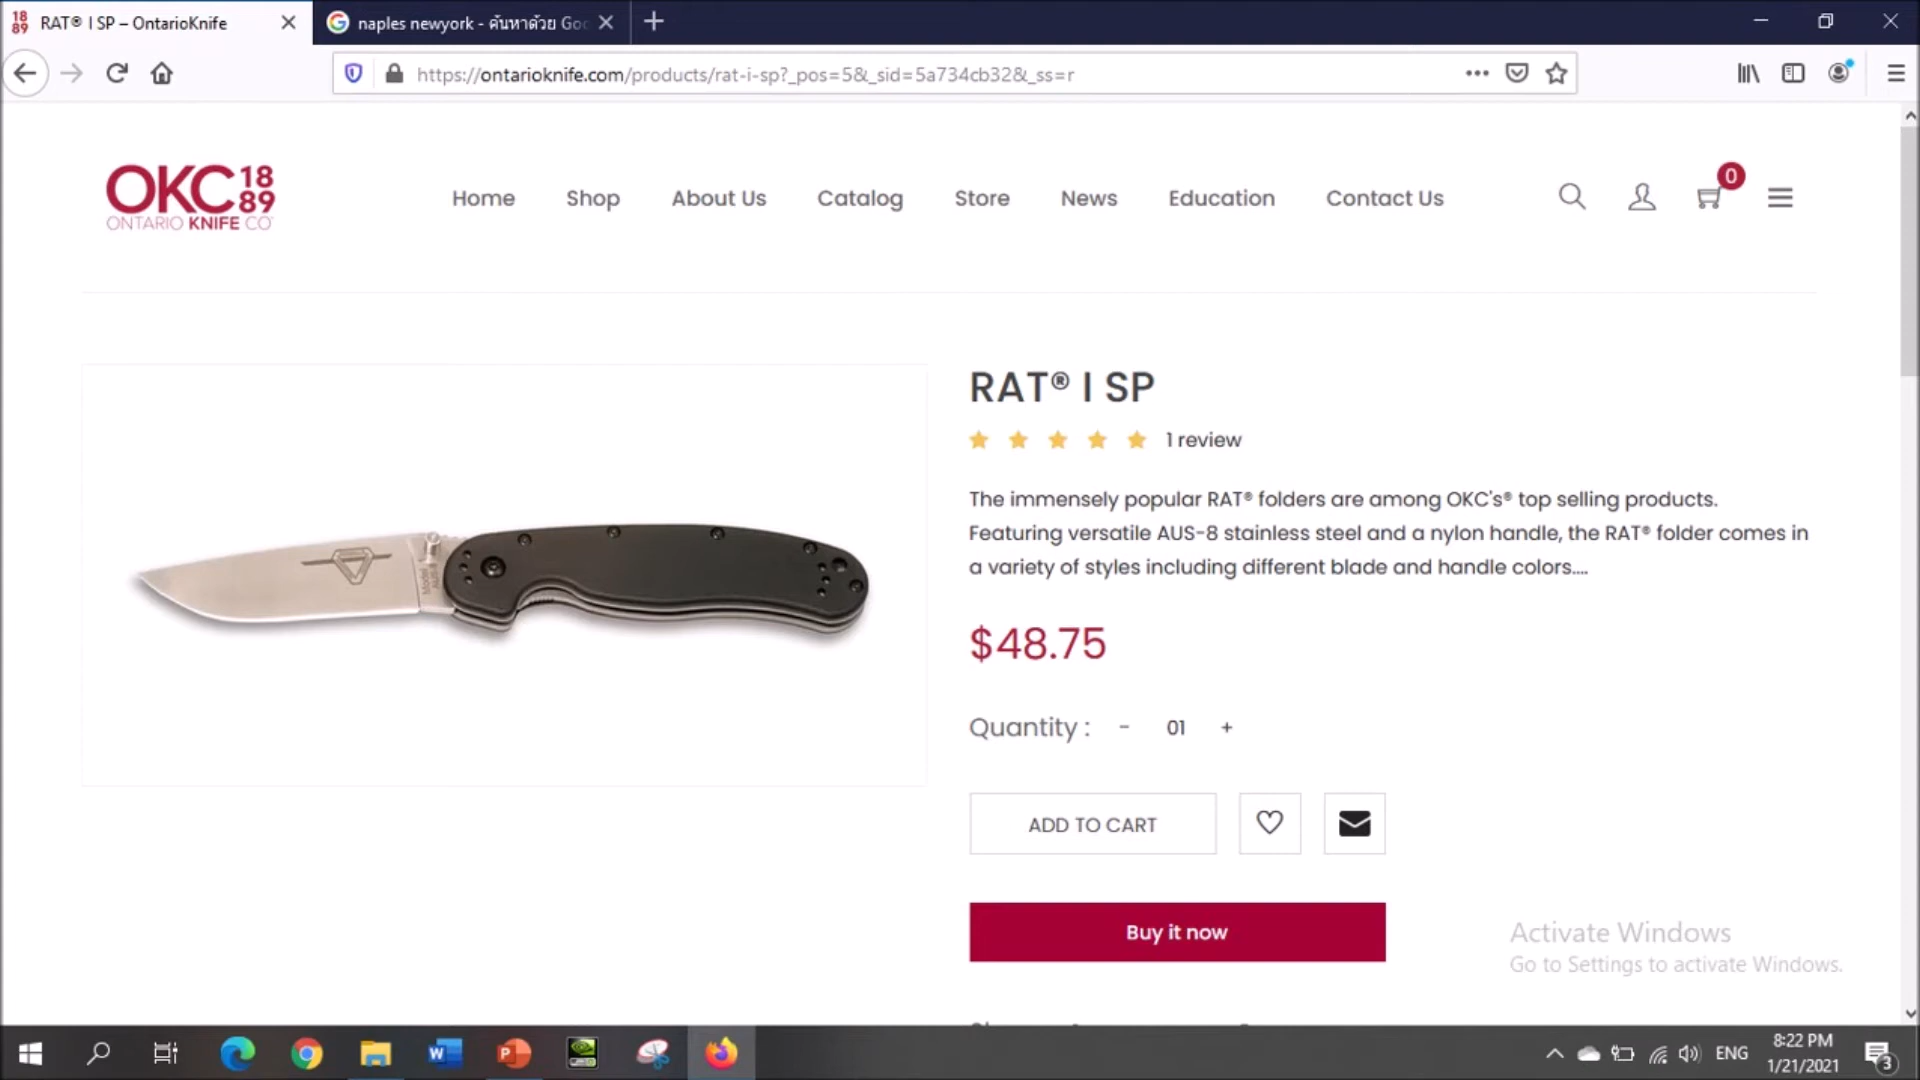 RAT® I SP – OntarioKnife
naples newyork - ค้นหาด้วย Goo
https://ontarioknife.com/products/rat-i-sp?_pos=5&_sid=5a734cb32&_ss=r
OKC 18 89
ONTARIO KNIFE CO
Home Shop About Us Catalog Store News Education Contact Us
0
RAT® I SP
1 review
The immensely popular RAT® folders are among OKC's® top selling products.
Featuring versatile AUS-8 stainless steel and a nylon handle, the RAT® folder comes in
a variety of styles including different blade and handle colors....
$48.75
Quantity : - 01 +
ADD TO CART
Buy it now
Activate Windows
Go to Settings to activate Windows.
ENG
8:22 PM
1/21/2021
3